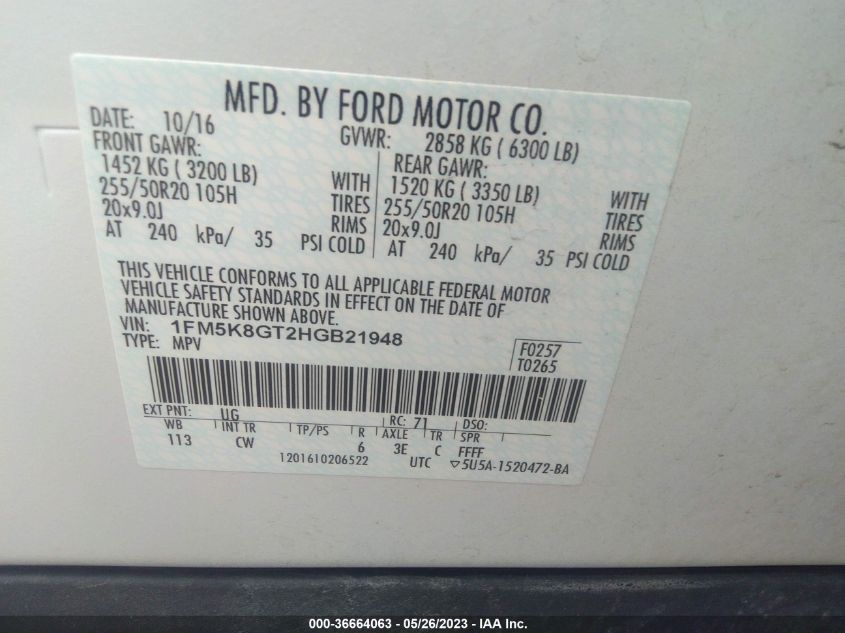 MFD. BY FORD MOTOR CO.
DATE: 10/16 GVWR: 2858 KG ( 6300 LB)
FRONT GAWR: REAR GAWR:
1452 KG ( 3200 LB) WITH 1520 KG ( 3350 LB) WITH
255/50R20 105H TIRES 255/50R20 105H TIRES
20x9.0J RIMS 20x9.0J RIMS
AT 240 kPa/ 35 PSI COLD AT 240 kPa/ 35 PSI COLD
THIS VEHICLE CONFORMS TO ALL APPLICABLE FEDERAL MOTOR
VEHICLE SAFETY STANDARDS IN EFFECT ON THE DATE OF
MANUFACTURE SHOWN ABOVE.
VIN: 1FM5K8GT2HGB21948
TYPE: MPV
F0257
T0265
EXT PNT: UG RC: 71 DSO:
WB INT TR TP/PS R AXLE TR SPR
113 CW 6 3E C FFFF
1201610206522 UTC ▽5U5A-1520472-BA
000-36664063 - 05/26/2023 - IAA Inc.